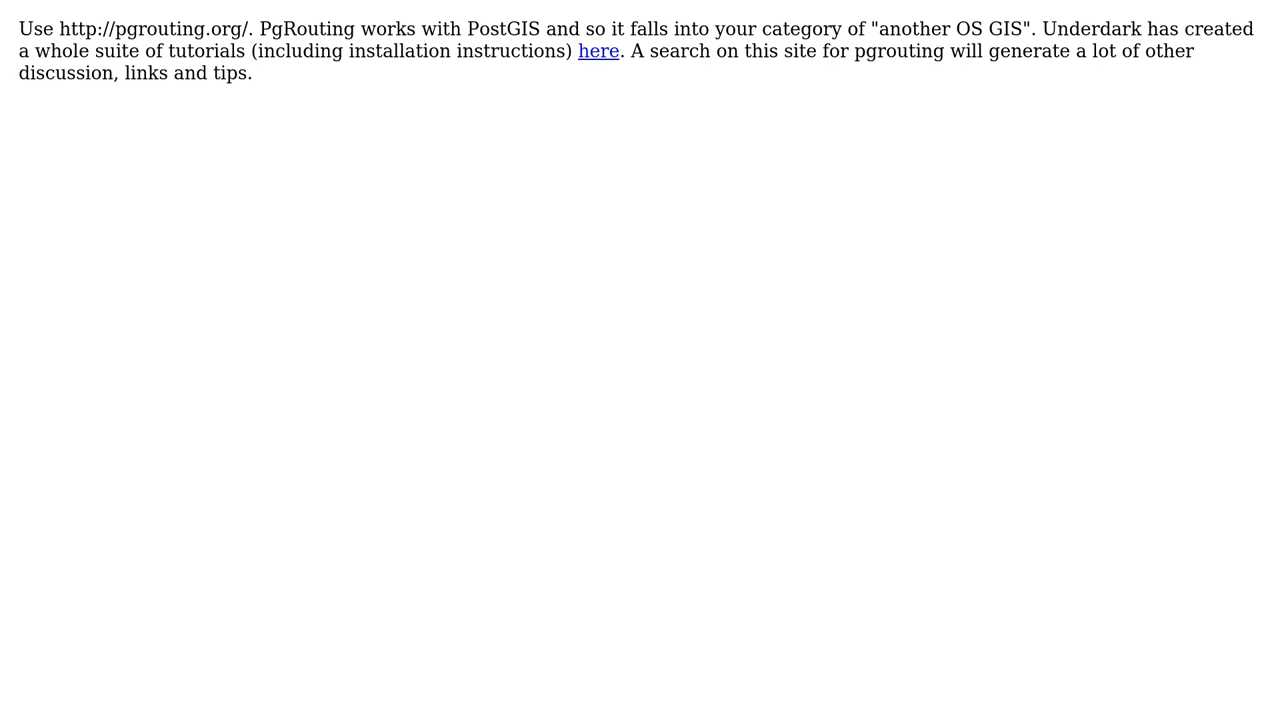 Use http://pgrouting.org/. PgRouting works with PostGIS and so it falls into your category of "another OS GIS". Underdark has created
a whole suite of tutorials (including installation instructions) here. A search on this site for pgrouting will generate a lot of other
discussion, links and tips.